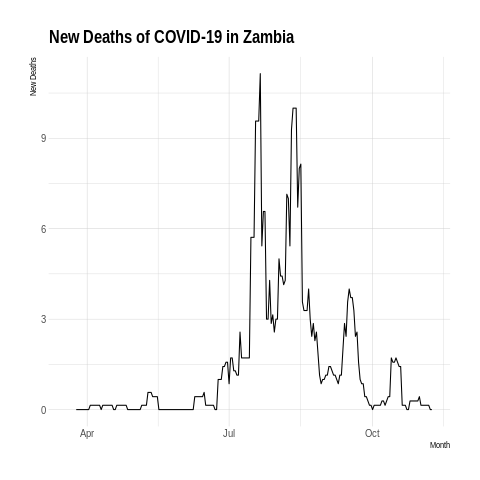 New Deaths of COVID-19 in Zambia
New Deaths
9
6
3
0
Apr
Jul
Oct
Month